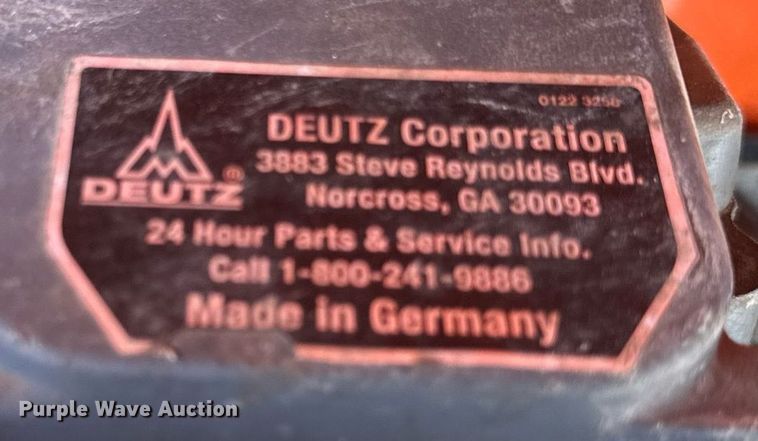 0122 3250
DEUTZ Corporation
DEUTZ®
3883 Steve Reynolds Blvd.
Norcross, GA 30093
24 Hour Parts & Service Info.
Call 1-800-241-9886
Made in Germany
Purple Wave Auction